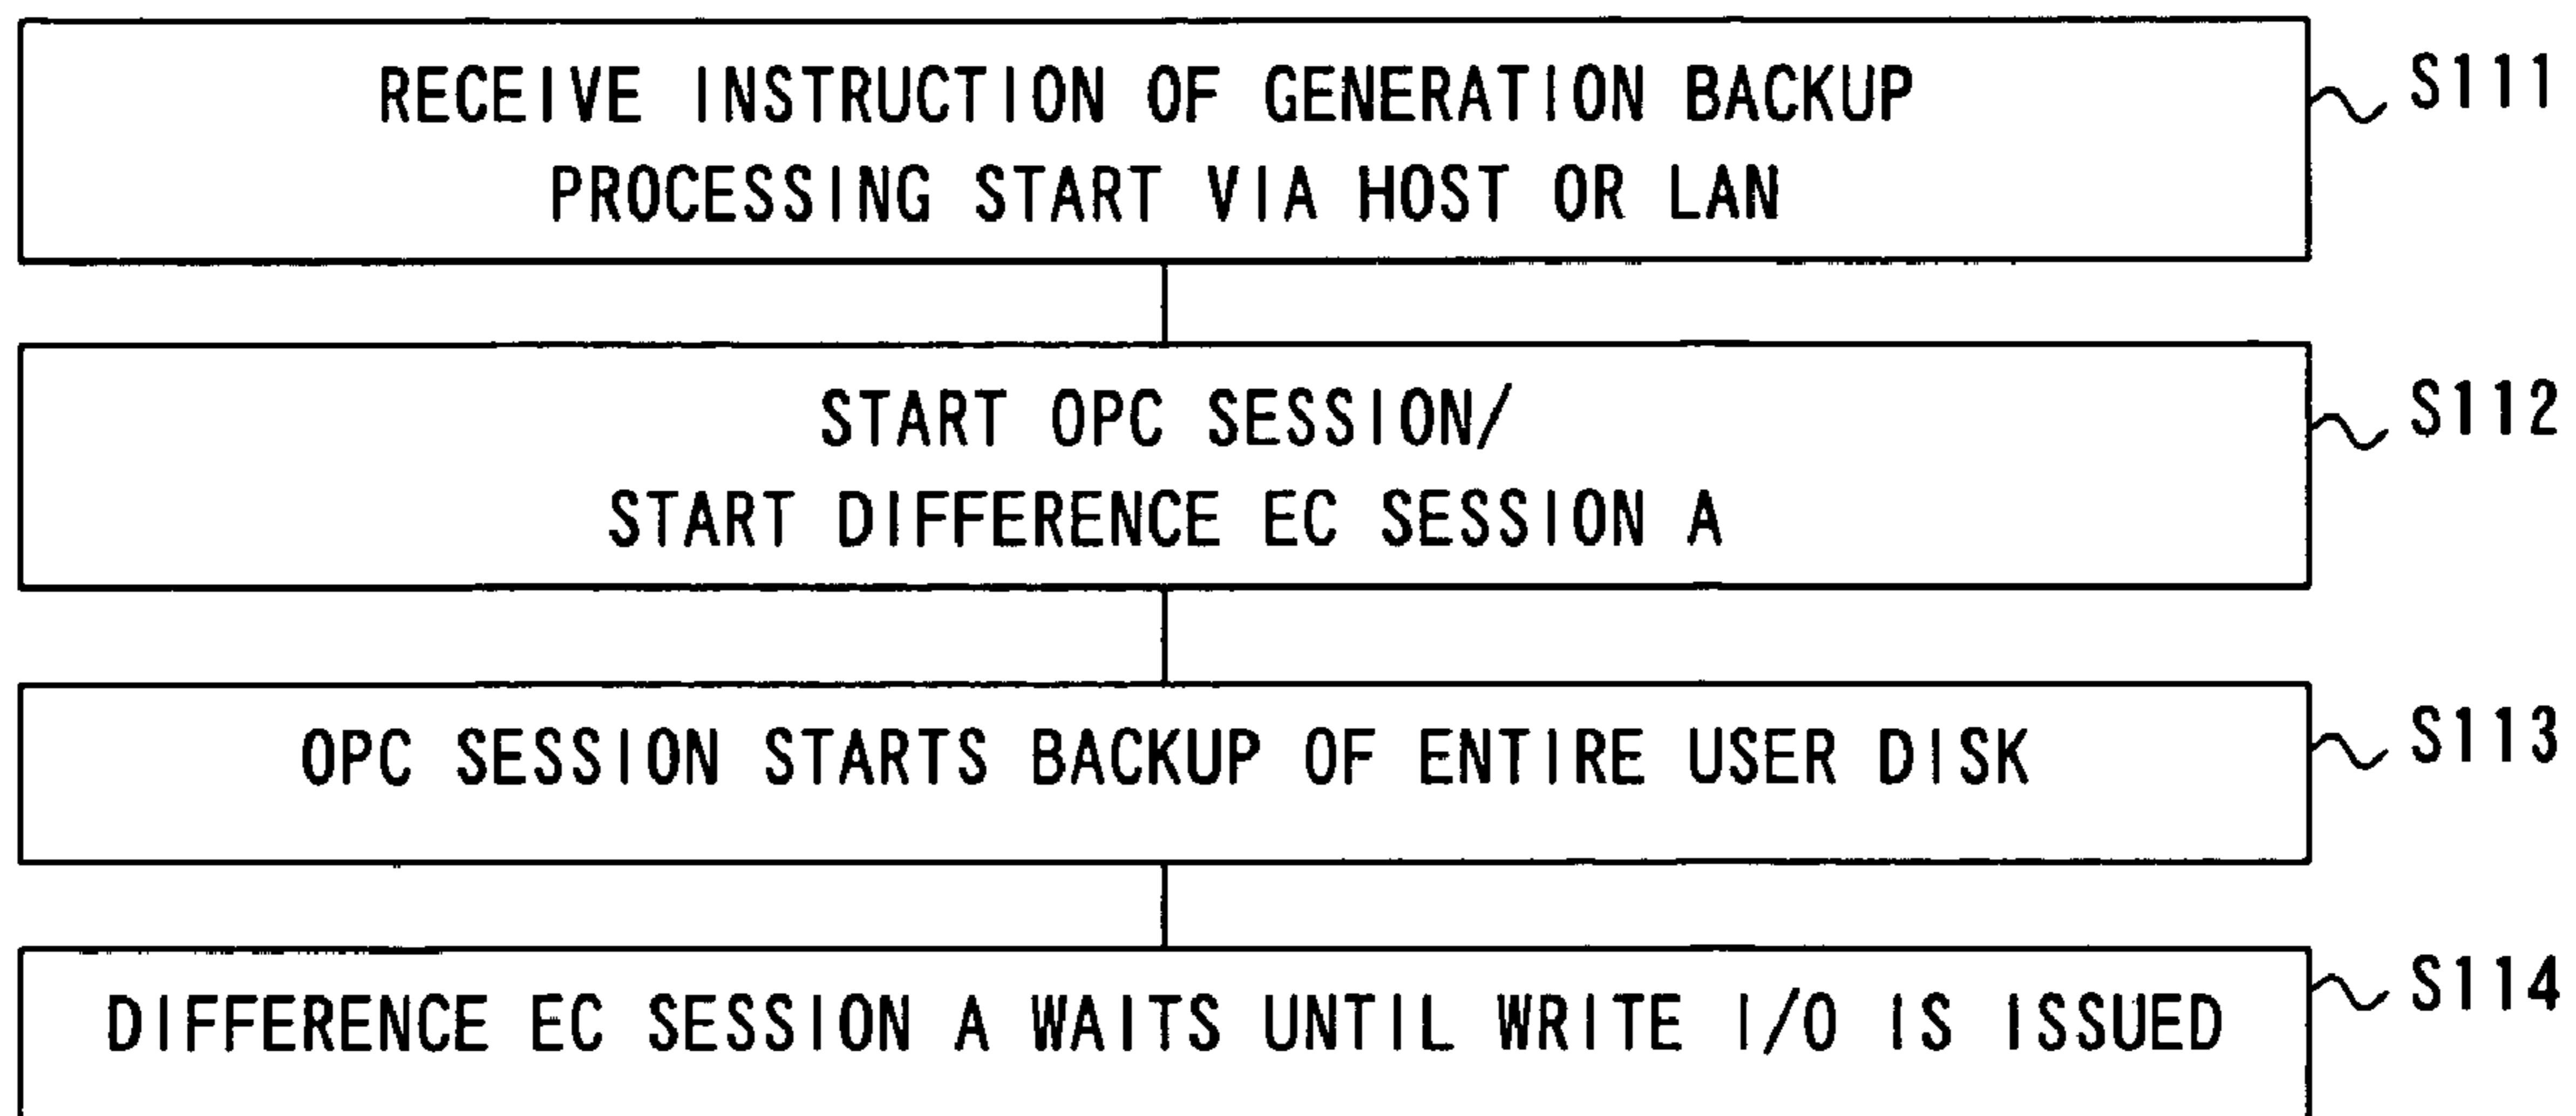 RECEIVE INSTRUCTION OF GENERATION BACKUP
PROCESSING START VIA HOST OR LAN
S111
START OPC SESSION/
START DIFFERENCE EC SESSION A
S112
OPC SESSION STARTS BACKUP OF ENTIRE USER DISK
S113
DIFFERENCE EC SESSION A WAITS UNTIL WRITE I/O IS ISSUED
S114